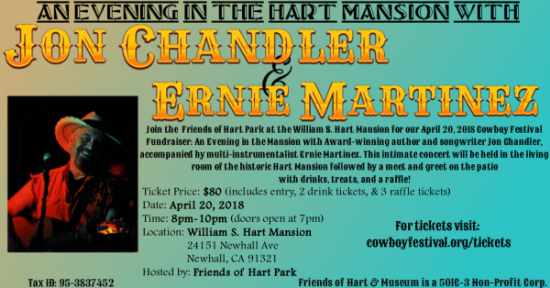 AN EVENING IN THE HART MANSION WITH
JON CHANDLER
&
ERNIE MARTINEZ
Join the Friends of Hart Park at the William S. Hart Mansion for our April 20, 2018 Cowboy Festival
Fundraiser: An Evening in the Mansion with Award-winning author and songwriter Jon Chandler,
accompanied by multi-instrumentalist Ernie Martinez. This intimate concert will be held in the living
room of the historic Hart Mansion followed by a meet and greet on the patio
with drinks, treats, and a raffle!
Ticket Price: $80 (includes entry, 2 drink tickets, & 3 raffle tickets)
Date: April 20, 2018
Time: 8pm-10pm (doors open at 7pm)
Location: William S. Hart Mansion
24151 Newhall Ave
Newhall, CA 91321
Hosted by: Friends of Hart Park
For tickets visit:
cowboyfestival.org/tickets
Tax ID: 95-3837452
Friends of Hart & Museum is a 501C-3 Non-Profit Corp.